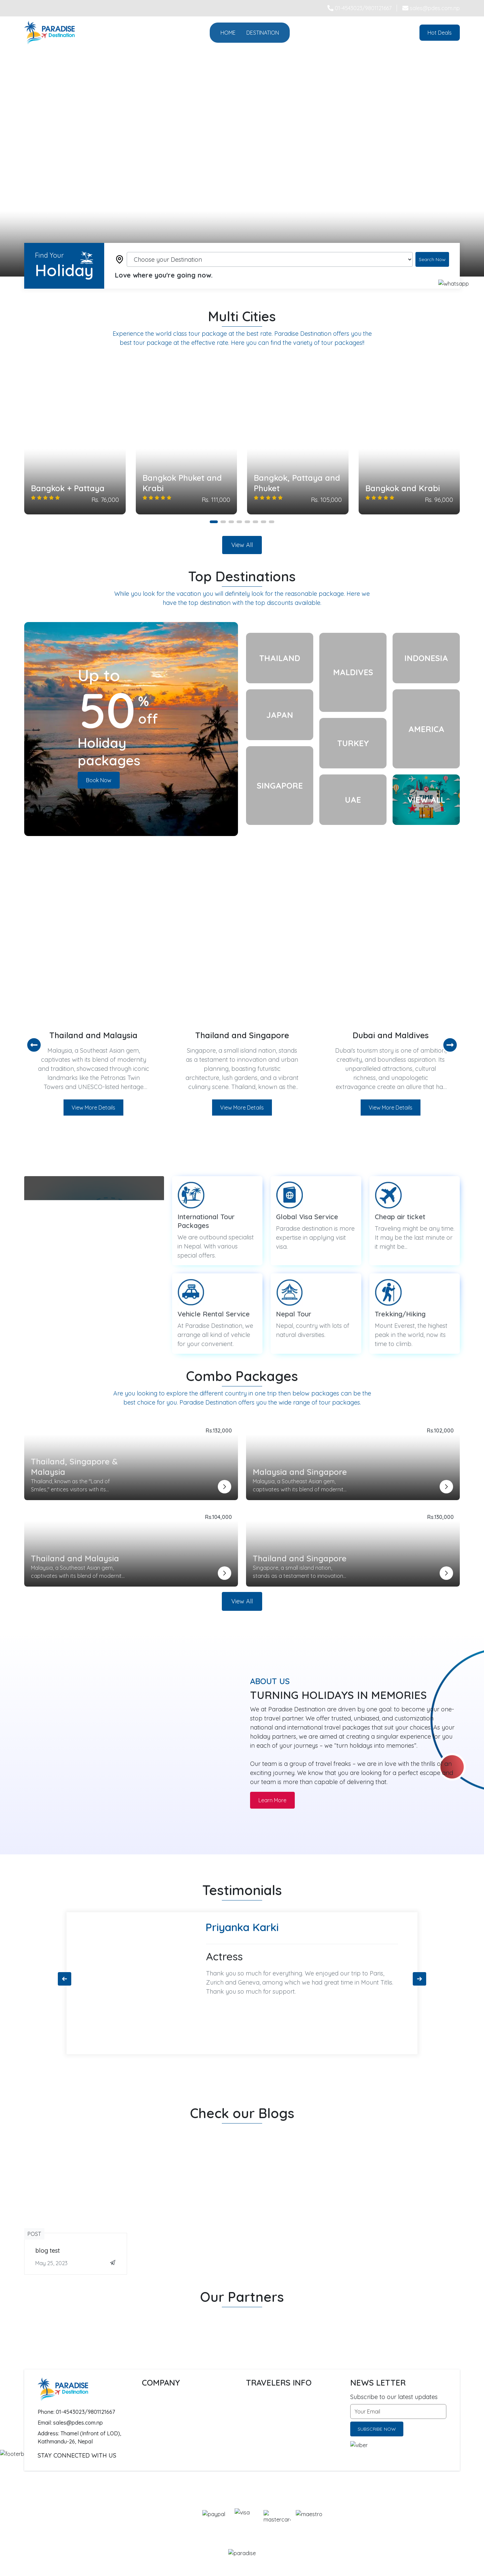 01-4543023/9801121667
sales@pdes.com.np
PARADISE
Destination
HOME DESTINATION
Hot Deals
Find Your
Holiday
Choose your Destination
Search Now
Love where you're going now.
whatsapp
Multi Cities
Experience the world class tour package at the best rate. Paradise Destination offers you the
best tour package at the effective rate. Here you can find the variety of tour packages!!
Bangkok + Pattaya
Rs. 76,000
Bangkok Phuket and
Krabi
Rs. 111,000
Bangkok, Pattaya and
Phuket
Rs. 105,000
Bangkok and Krabi
Rs. 96,000
View All
Top Destinations
While you look for the vacation you will definitely look for the reasonable package. Here we
have the top destination with the top discounts available.
Up to
50 %
off
Holiday
packages
Book Now
THAILAND
MALDIVES
INDONESIA
JAPAN
TURKEY
AMERICA
SINGAPORE
UAE
VIEW ALL
Thailand and Malaysia
Malaysia, a Southeast Asian gem,
captivates with its blend of modernity
and tradition, showcased through iconic
landmarks like the Petronas Twin
Towers and UNESCO-listed heritage...
View More Details
Thailand and Singapore
Singapore, a small island nation, stands
as a testament to innovation and urban
planning, boasting futuristic
architecture, lush gardens, and a vibrant
culinary scene. Thailand, known as the...
View More Details
Dubai and Maldives
Dubai's tourism story is one of ambition,
creativity, and boundless aspiration. Its
unparalleled attractions, cultural
richness, and unapologetic
extravagance create an allure that ha...
View More Details
International Tour
Packages
We are outbound specialist
in Nepal. With various
special offers.
Global Visa Service
Paradise destination is more
expertise in applying visit
visa.
Cheap air ticket
Traveling might be any time.
It may be the last minute or
it might be...
Vehicle Rental Service
At Paradise Destination, we
arrange all kind of vehicle
for your convenient.
Nepal Tour
Nepal, country with lots of
natural diversities.
Trekking/Hiking
Mount Everest, the highest
peak in the world, now its
time to climb.
Combo Packages
Are you looking to explore the different country in one trip then below packages can be the
best choice for you. Paradise Destination offers you the wide range of tour packages.
Rs.132,000
Thailand, Singapore &
Malaysia
Thailand, known as the "Land of
Smiles," entices visitors with its...
Rs.102,000
Malaysia and Singapore
Malaysia, a Southeast Asian gem,
captivates with its blend of modernit...
Rs.104,000
Thailand and Malaysia
Malaysia, a Southeast Asian gem,
captivates with its blend of modernit...
Rs.130,000
Thailand and Singapore
Singapore, a small island nation,
stands as a testament to innovation...
View All
ABOUT US
TURNING HOLIDAYS IN MEMORIES
We at Paradise Destination are driven by one goal: to become your one-
stop travel partner. We offer trusted, unbiased, and customization
national and international travel packages that suit your choices. As your
holiday partners, we are aimed at creating a singular experience for you
in each of your journeys – we "turn holidays into memories".
Our team is a group of travel freaks – we are in love with the thrills of an
exciting journey. We know that you are looking for a perfect escape and
our team is more than capable of delivering that.
Learn More
Testimonials
Priyanka Karki
Actress
Thank you so much for everything. We enjoyed our trip to Paris,
Zurich and Geneva, among which we had great time in Mount Titlis.
Thank you so much for support.
Check our Blogs
POST
blog test
May 25, 2023
Our Partners
PARADISE
Destination
Phone: 01-4543023/9801121667
Email: sales@pdes.com.np
Address: Thamel (Infront of LOD),
Kathmandu-26, Nepal
STAY CONNECTED WITH US
COMPANY
TRAVELERS INFO
NEWS LETTER
Subscribe to our latest updates
Your Email
SUBSCRIBE NOW
viber
footerb
paypal
visa
mastercar
maestro
paradise